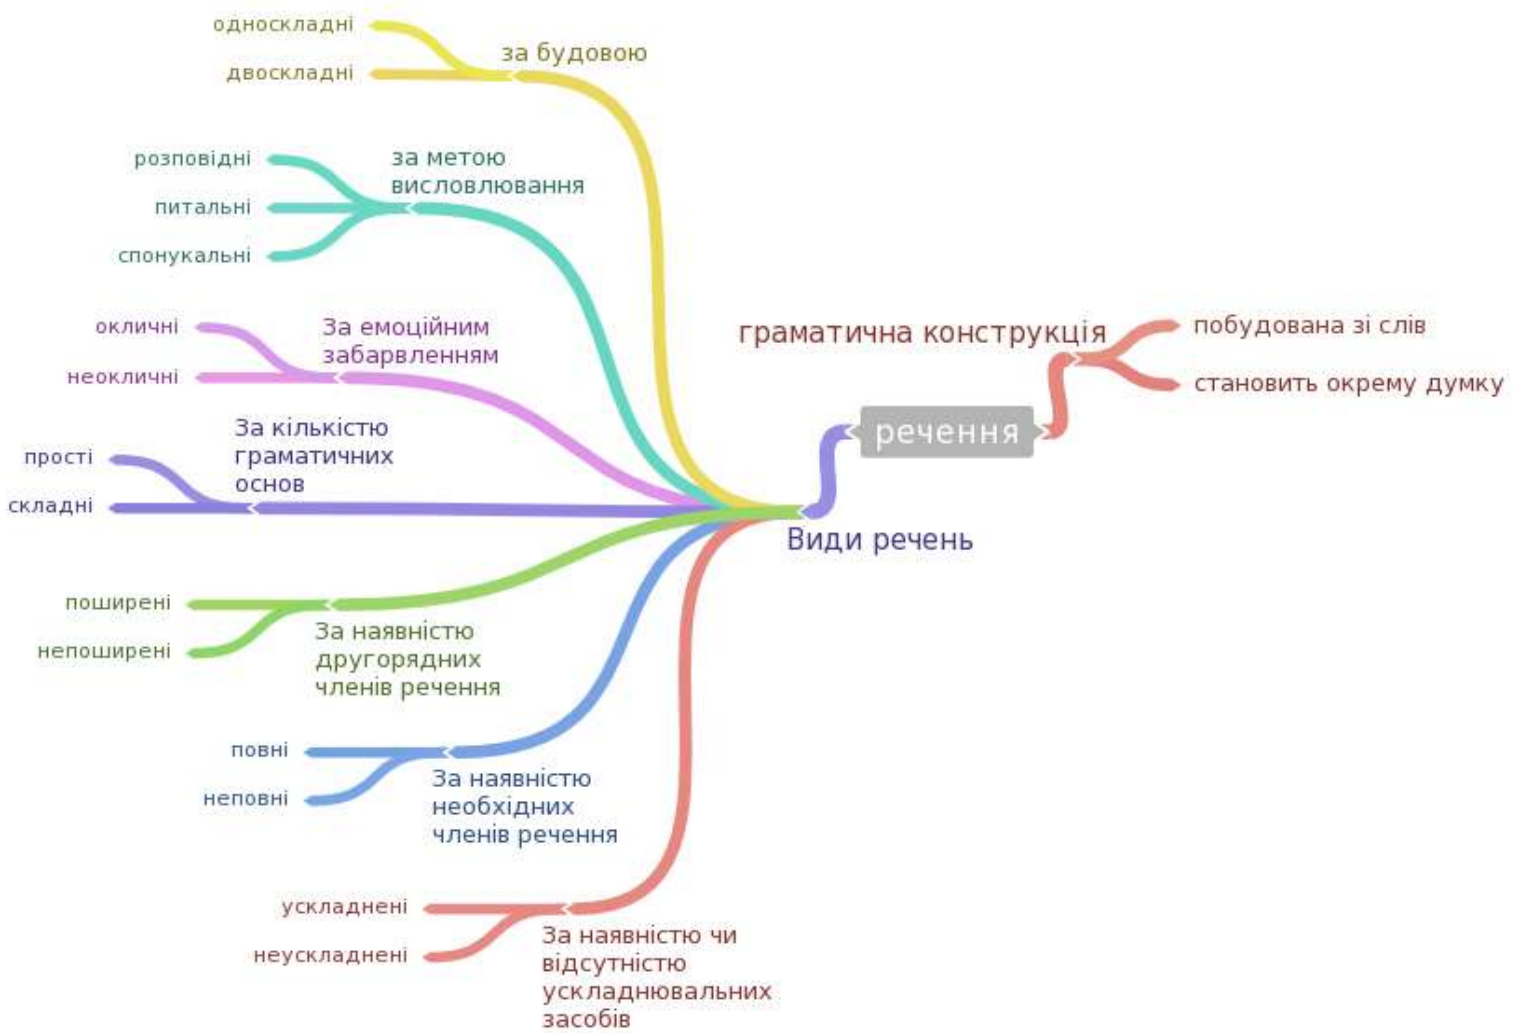 односкладні
двоскладні
за будовою
розповідні
питальні
спонукальні
за метою
висловлювання
окличні
неокличні
За емоційним
забарвленням
прості
складні
За кількістю
граматичних
основ
поширені
непоширені
За наявністю
другорядних
членів речення
повні
неповні
За наявністю
необхідних
членів речення
ускладнені
неускладнені
За наявністю чи
відсутністю
ускладнювальних
засобів
Види речень
речення
граматична конструкція
побудована зі слів
становить окрему думку